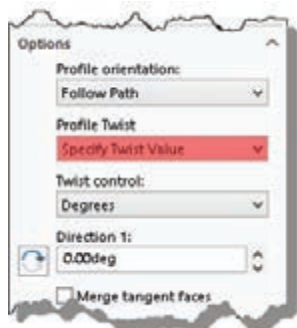 Options
Profile orientation:
Follow Path
Profile Twist
Specify Twist Value
Twist control:
Degrees
Direction 1:
0.00deg
Merge tangent faces